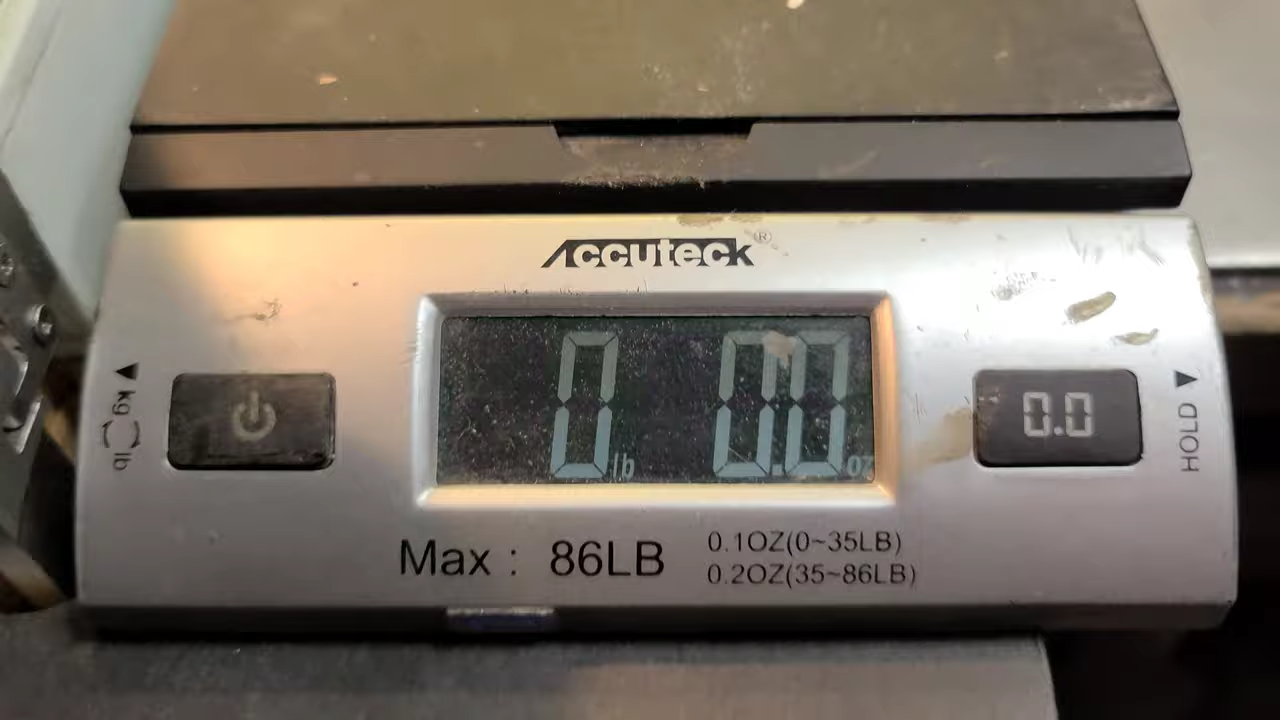 Accuteck®
0 lb 0.0 oz
kg lb
0.0
HOLD
Max : 86LB
0.1OZ(0~35LB)
0.2OZ(35~86LB)